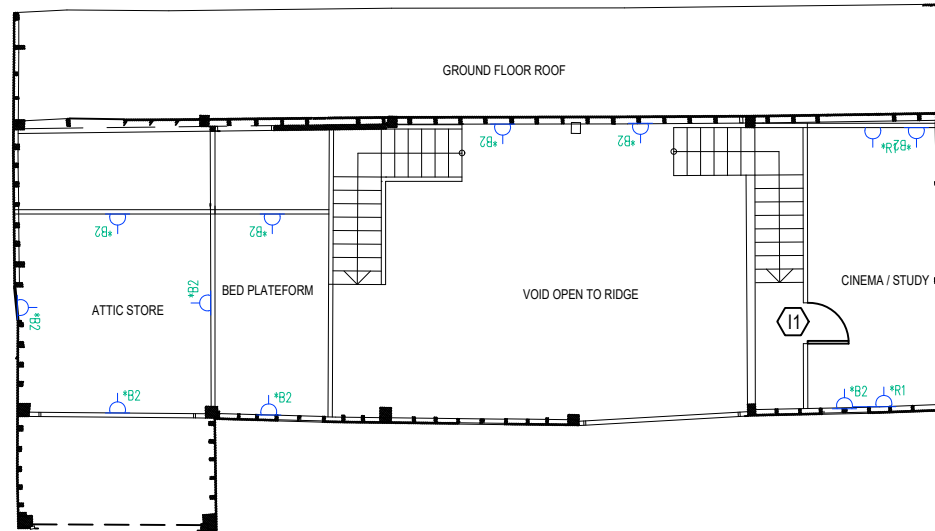 GROUND FLOOR ROOF
*B2
*B2
*R1
*B2
*B2
*B2
*B2
BED PLATEFORM
CINEMA / STUDY
VOID OPEN TO RIDGE
ATTIC STORE
*B2
I1
*B2
*B2
*B2
*R1